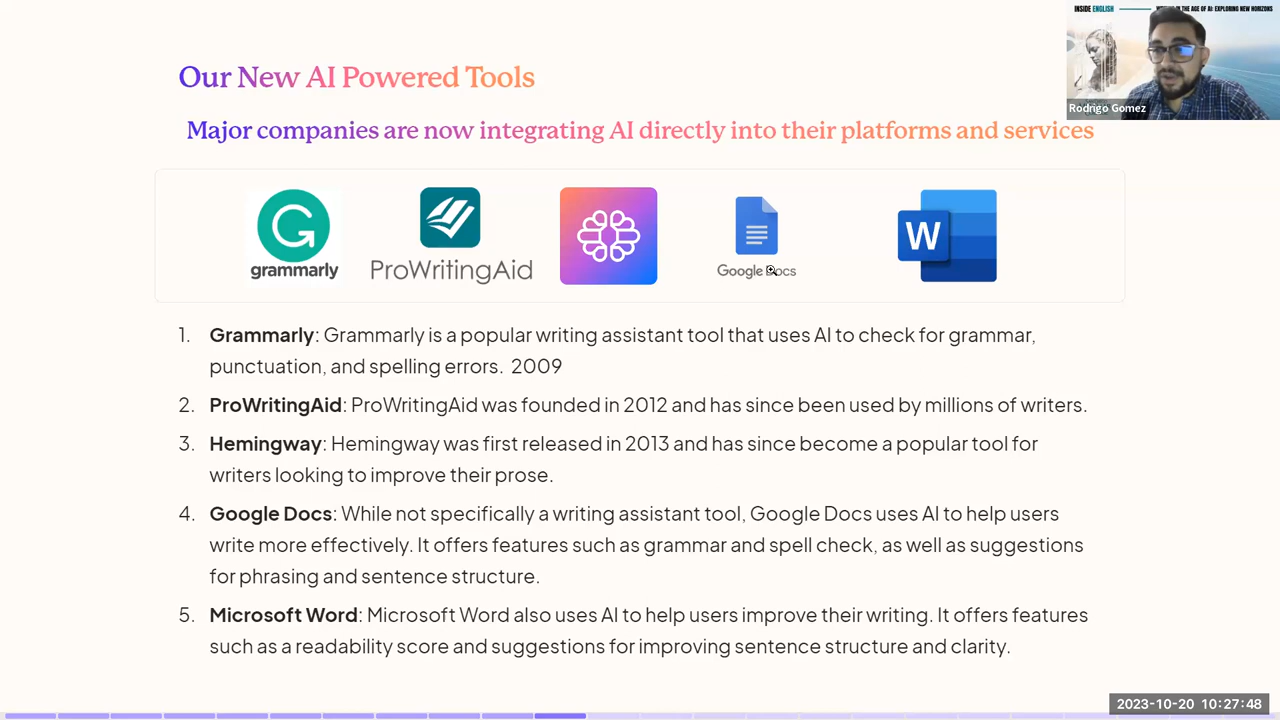 INSIDE ENGLISH
IN THE AGE OF AI: EXPLORING NEW HORIZONS
Rodrigo Gomez
Our New AI Powered Tools
Major companies are now integrating AI directly into their platforms and services
grammarly
ProWritingAid
Google Docs
W
1. Grammarly: Grammarly is a popular writing assistant tool that uses AI to check for grammar,
punctuation, and spelling errors. 2009
2. ProWritingAid: ProWritingAid was founded in 2012 and has since been used by millions of writers.
3. Hemingway: Hemingway was first released in 2013 and has since become a popular tool for
writers looking to improve their prose.
4. Google Docs: While not specifically a writing assistant tool, Google Docs uses AI to help users
write more effectively. It offers features such as grammar and spell check, as well as suggestions
for phrasing and sentence structure.
5. Microsoft Word: Microsoft Word also uses AI to help users improve their writing. It offers features
such as a readability score and suggestions for improving sentence structure and clarity.
2023-10-20 10:27:48